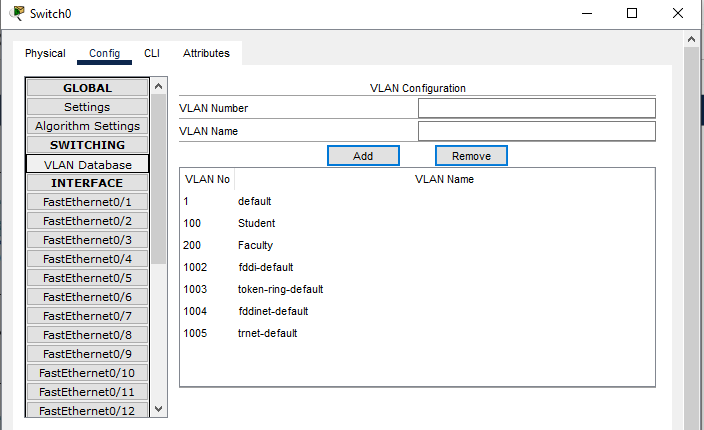 Switch0
Physical Config CLI Attributes
GLOBAL
Settings
Algorithm Settings
SWITCHING
VLAN Database
INTERFACE
FastEthernet0/1
FastEthernet0/2
FastEthernet0/3
FastEthernet0/4
FastEthernet0/5
FastEthernet0/6
FastEthernet0/7
FastEthernet0/8
FastEthernet0/9
FastEthernet0/10
FastEthernet0/11
FastEthernet0/12
VLAN Configuration
VLAN Number
VLAN Name
Add Remove
VLAN No VLAN Name
1 default
100 Student
200 Faculty
1002 fddi-default
1003 token-ring-default
1004 fddinet-default
1005 trnet-default